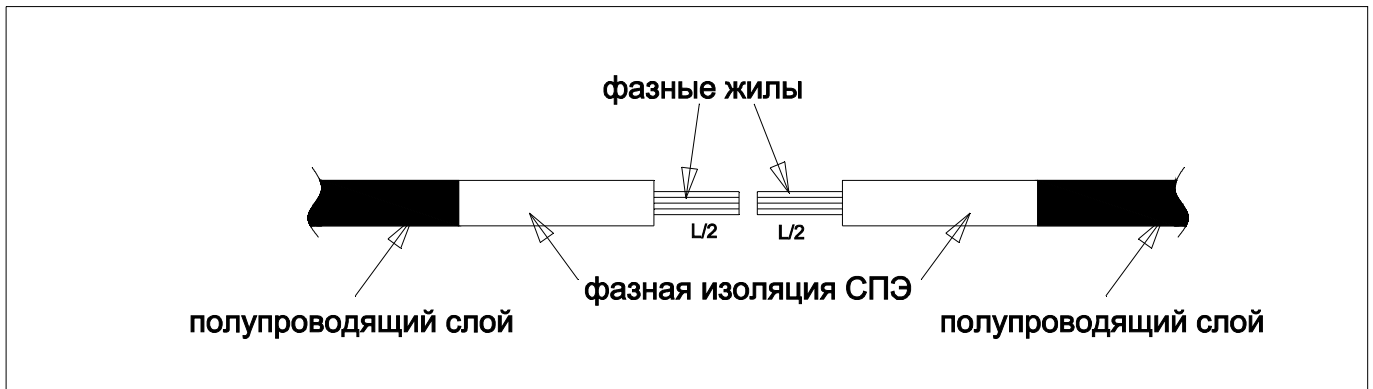 фазные жилы
L/2
L/2
фазная изоляция СПЭ
полупроводящий слой
полупроводящий слой